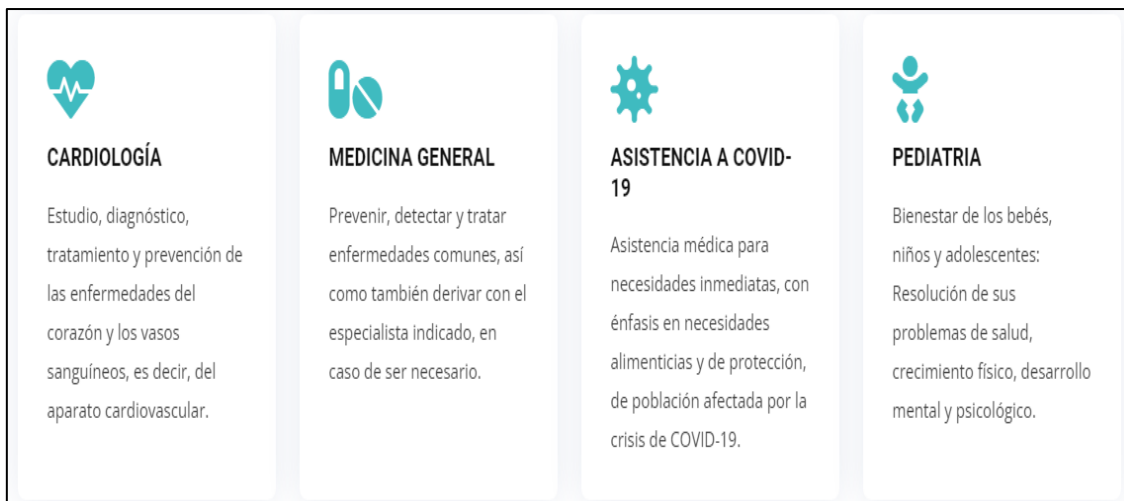 CARDIOLOGÍA
Estudio, diagnóstico,
tratamiento y prevención de
las enfermedades del
corazón y los vasos
sanguíneos, es decir, del
aparato cardiovascular.
MEDICINA GENERAL
Prevenir, detectar y tratar
enfermedades comunes, así
como también derivar con el
especialista indicado, en
caso de ser necesario.
ASISTENCIA A COVID-
19
Asistencia médica para
necesidades inmediatas, con
énfasis en necesidades
alimenticias y de protección,
de población afectada por la
crisis de COVID-19.
PEDIATRIA
Bienestar de los bebés,
niños y adolescentes:
Resolución de sus
problemas de salud,
crecimiento físico, desarrollo
mental y psicológico.